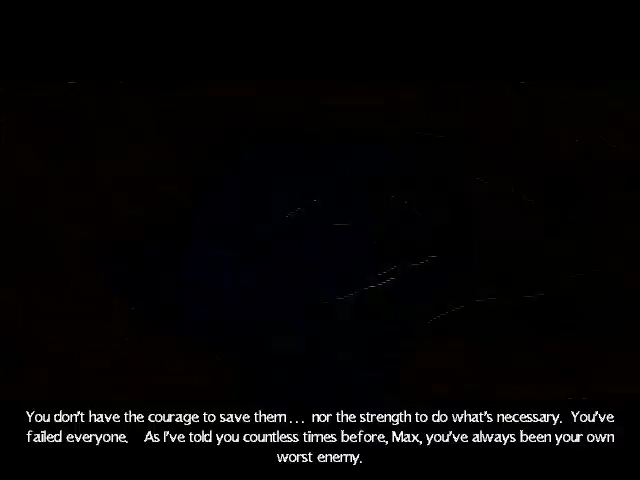 You don't have the courage to save them... nor the strength to do what's necessary. You've
failed everyone. As I've told you countless times before, Max, you've always been your own
worst enemy.